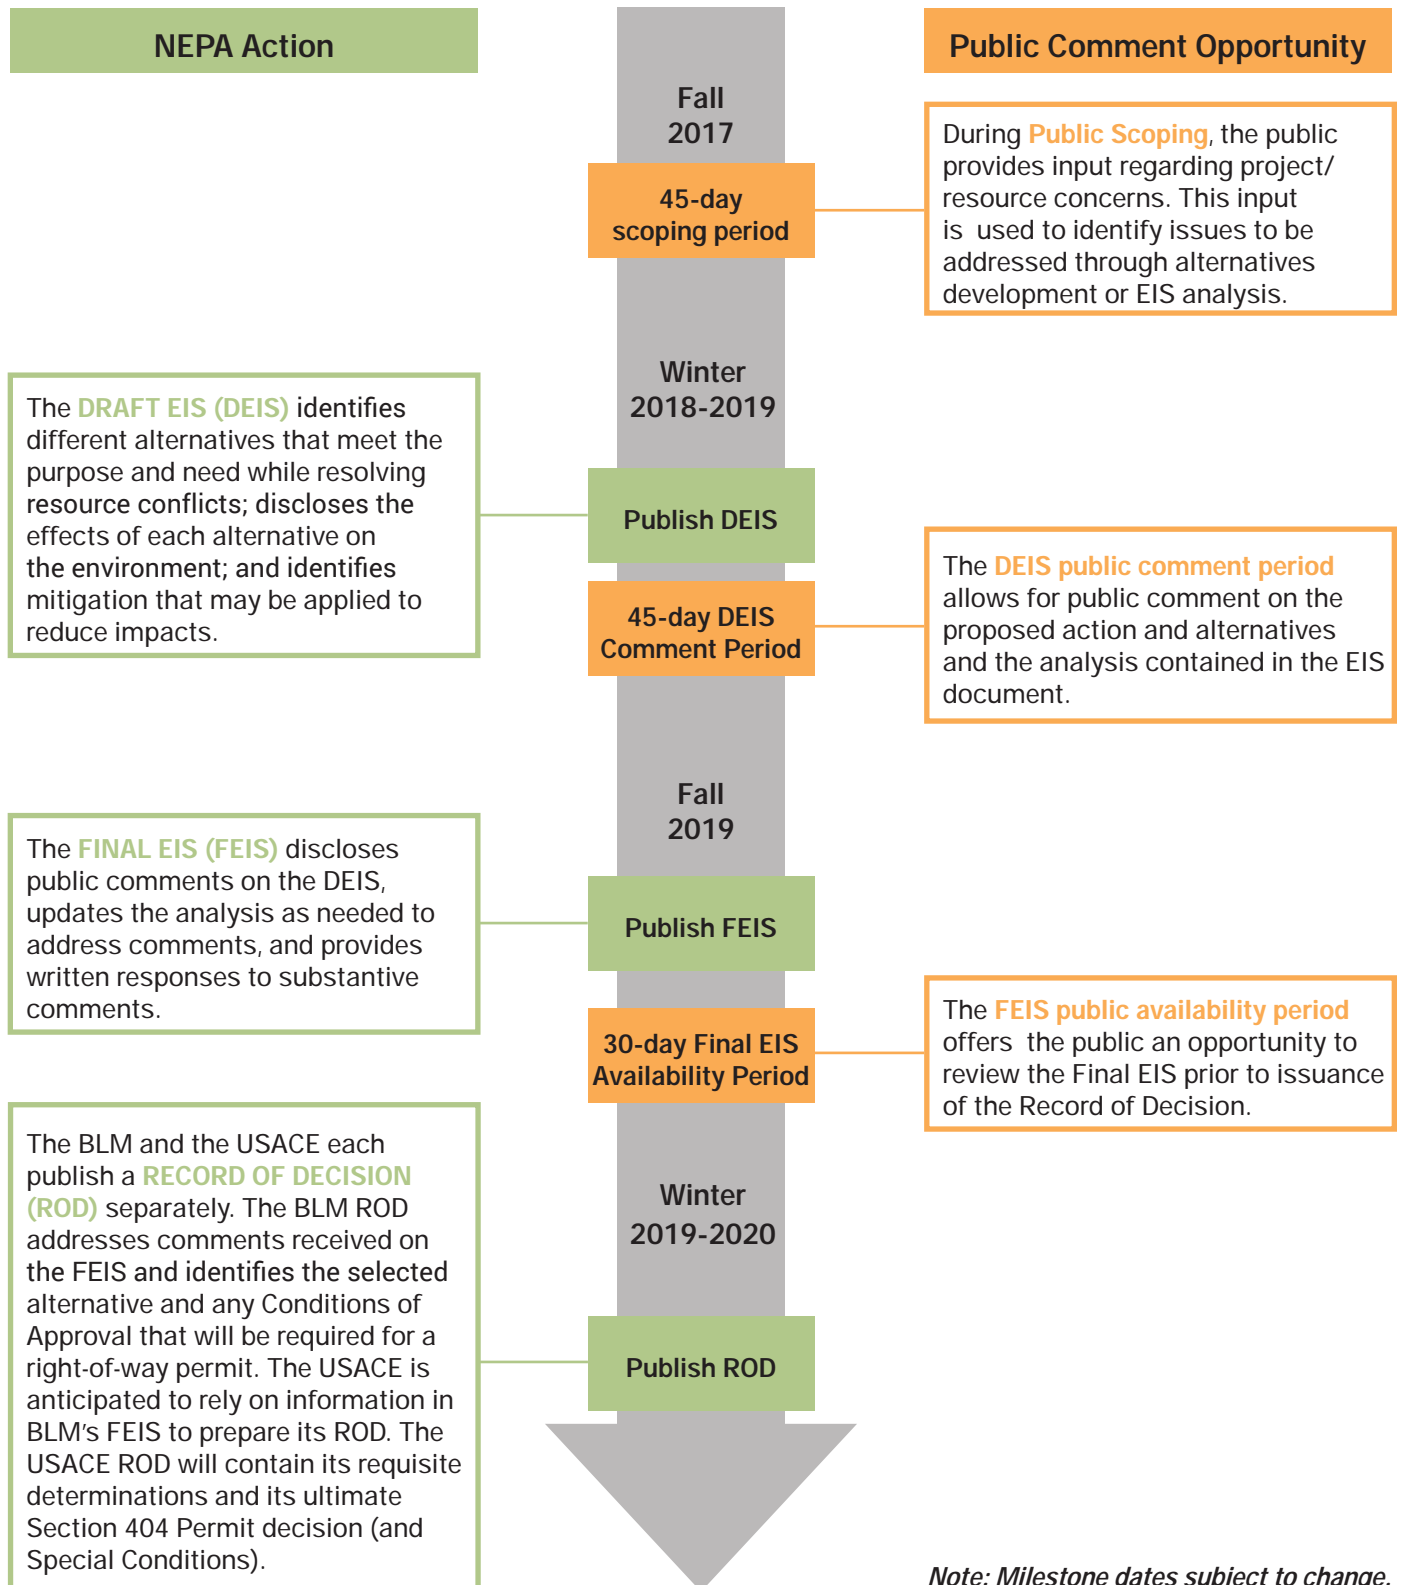 NEPA Action
Public Comment Opportunity
Fall
2017
45-day
scoping period
During Public Scoping, the public
provides input regarding project/
resource concerns. This input
is  used to identify issues to be
addressed through alternatives
development or EIS analysis.
Winter
2018-2019
The DRAFT EIS (DEIS) identifies
different alternatives that meet the
purpose and need while resolving
resource conflicts; discloses the
effects of each alternative on
the environment; and identifies
mitigation that may be applied to
reduce impacts.
Publish DEIS
45-day DEIS
Comment Period
The DEIS public comment period
allows for public comment on the
proposed action and alternatives
and the analysis contained in the EIS
document.
Fall
2019
The FINAL EIS (FEIS) discloses
public comments on the DEIS,
updates the analysis as needed to
address comments, and provides
written responses to substantive
comments.
Publish FEIS
30-day Final EIS
Availability Period
The FEIS public availability period
offers  the public an opportunity to
review the Final EIS prior to issuance
of the Record of Decision.
Winter
2019-2020
The BLM and the USACE each
publish a RECORD OF DECISION
(ROD) separately. The BLM ROD
addresses comments received on
the FEIS and identifies the selected
alternative and any Conditions of
Approval that will be required for a
right-of-way permit. The USACE is
anticipated to rely on information in
BLM's FEIS to prepare its ROD. The
USACE ROD will contain its requisite
determinations and its ultimate
Section 404 Permit decision (and
Special Conditions).
Publish ROD
Note: Milestone dates subject to change.